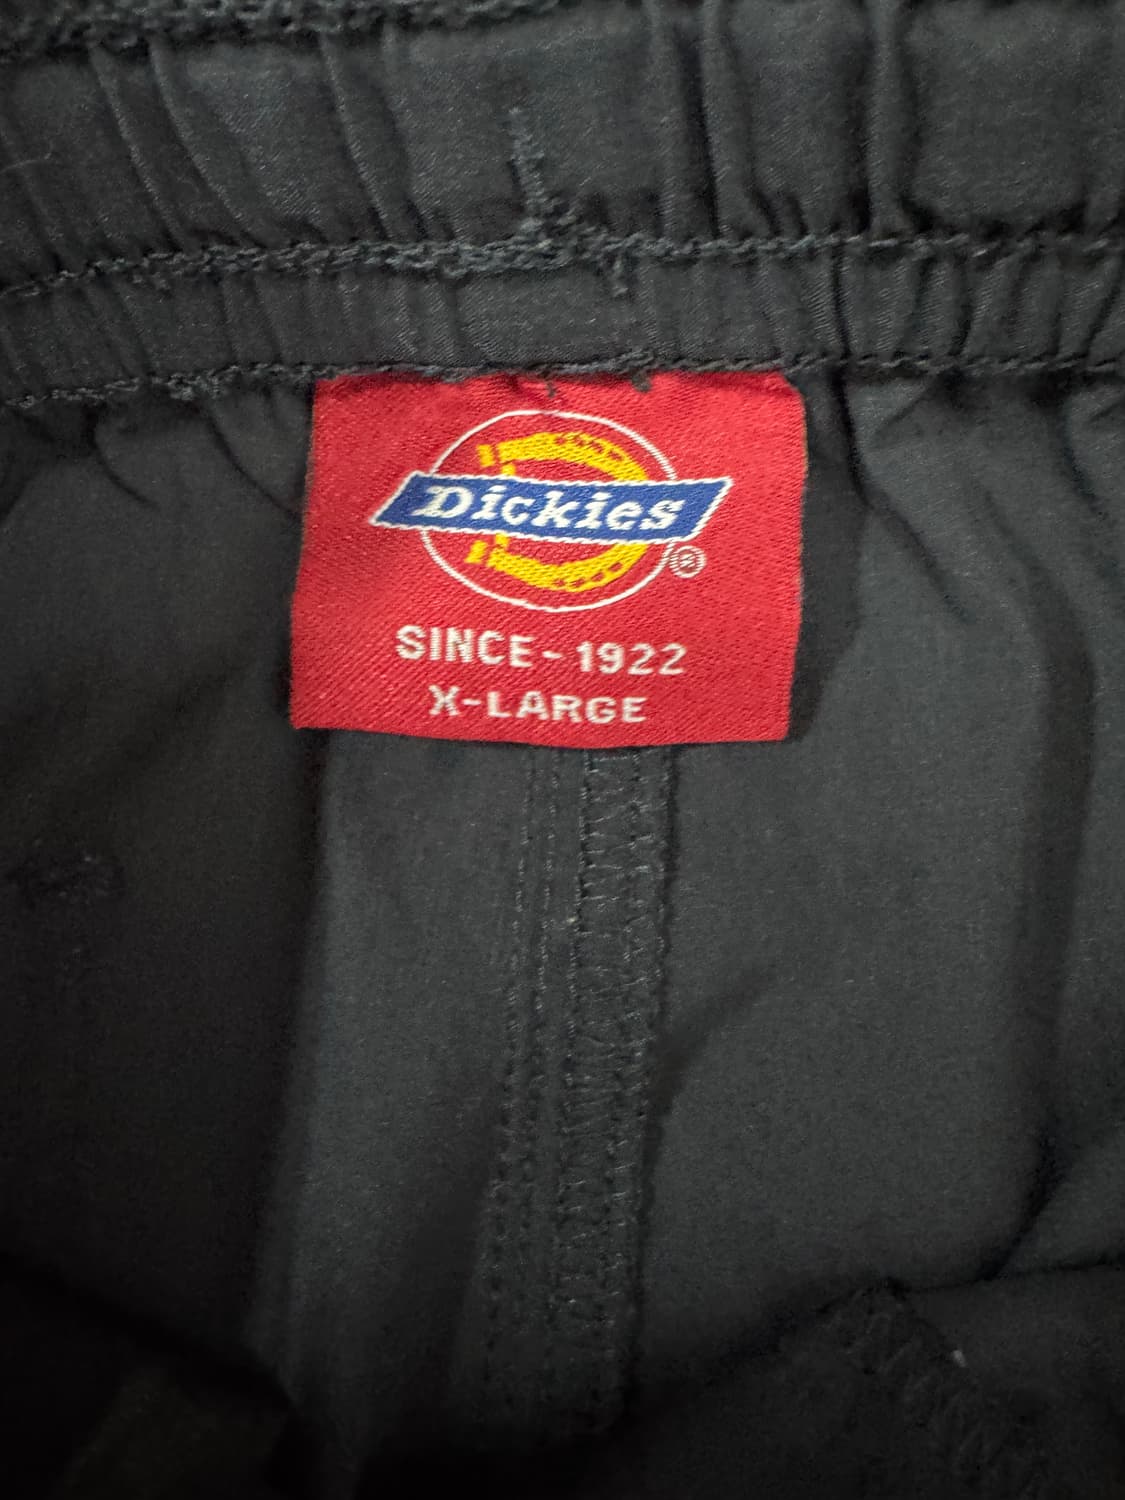 Dickies
®
SINCE-1922
X-LARGE